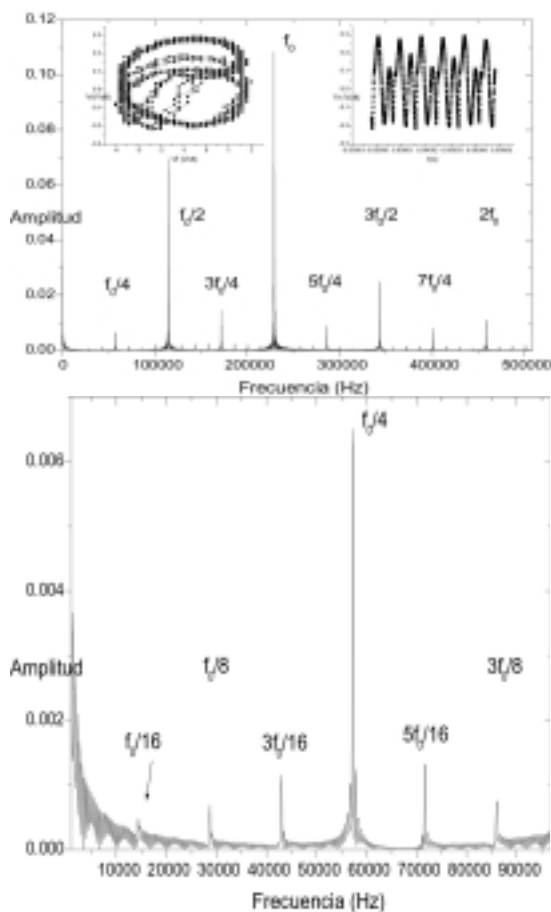 0.12
0.10
0.08
0.06
0.04
0.02
0.00
Amplitud
f₀
f₀/2
3f₀/2
2f₀
f₀/4
3f₀/4
5f₀/4
7f₀/4
0 100000 200000 300000 400000 500000
Frecuencia (Hz)
0.006
0.004
0.002
0.000
Amplitud
f₀/4
f₀/8
3f₀/8
f₀/16
3f₀/16
5f₀/16
10000 20000 30000 40000 50000 60000 70000 80000 90000
Frecuencia (Hz)